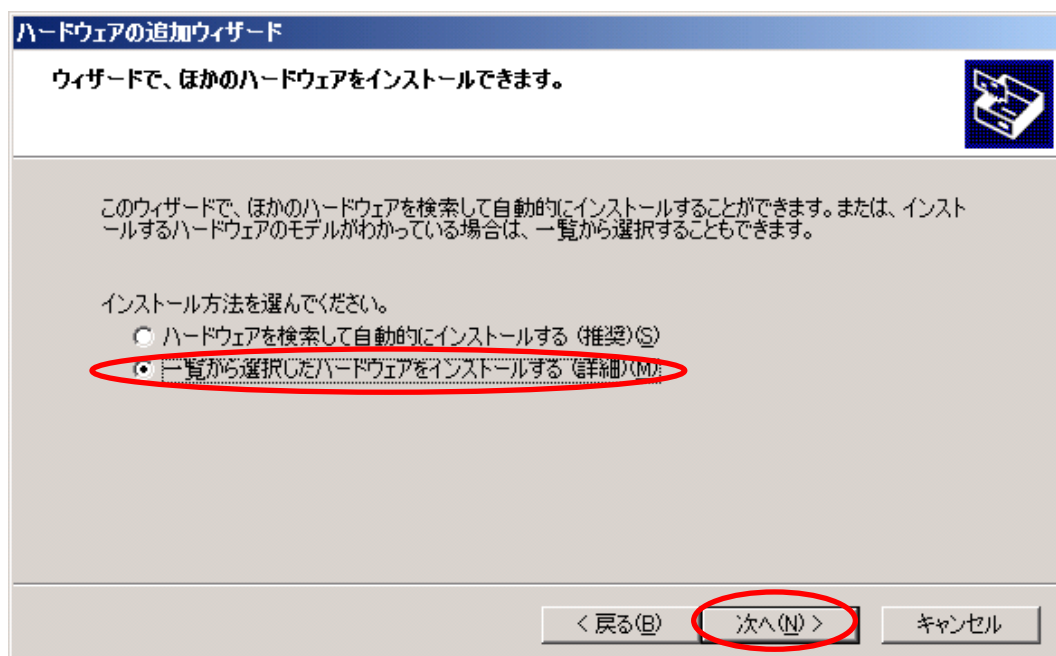 ハードウェアの追加ウィザード
ウィザードで、ほかのハードウェアをインストールできます。
このウィザードで、ほかのハードウェアを検索して自動的にインストールすることができます。または、インスト
ールするハードウェアのモデルがわかっている場合は、一覧から選択することもできます。
インストール方法を選んでください。
ハードウェアを検索して自動的にインストールする (推奨)(S)
一覧から選択したハードウェアをインストールする (詳細)(M)
< 戻る(B) 次へ(N) > キャンセル